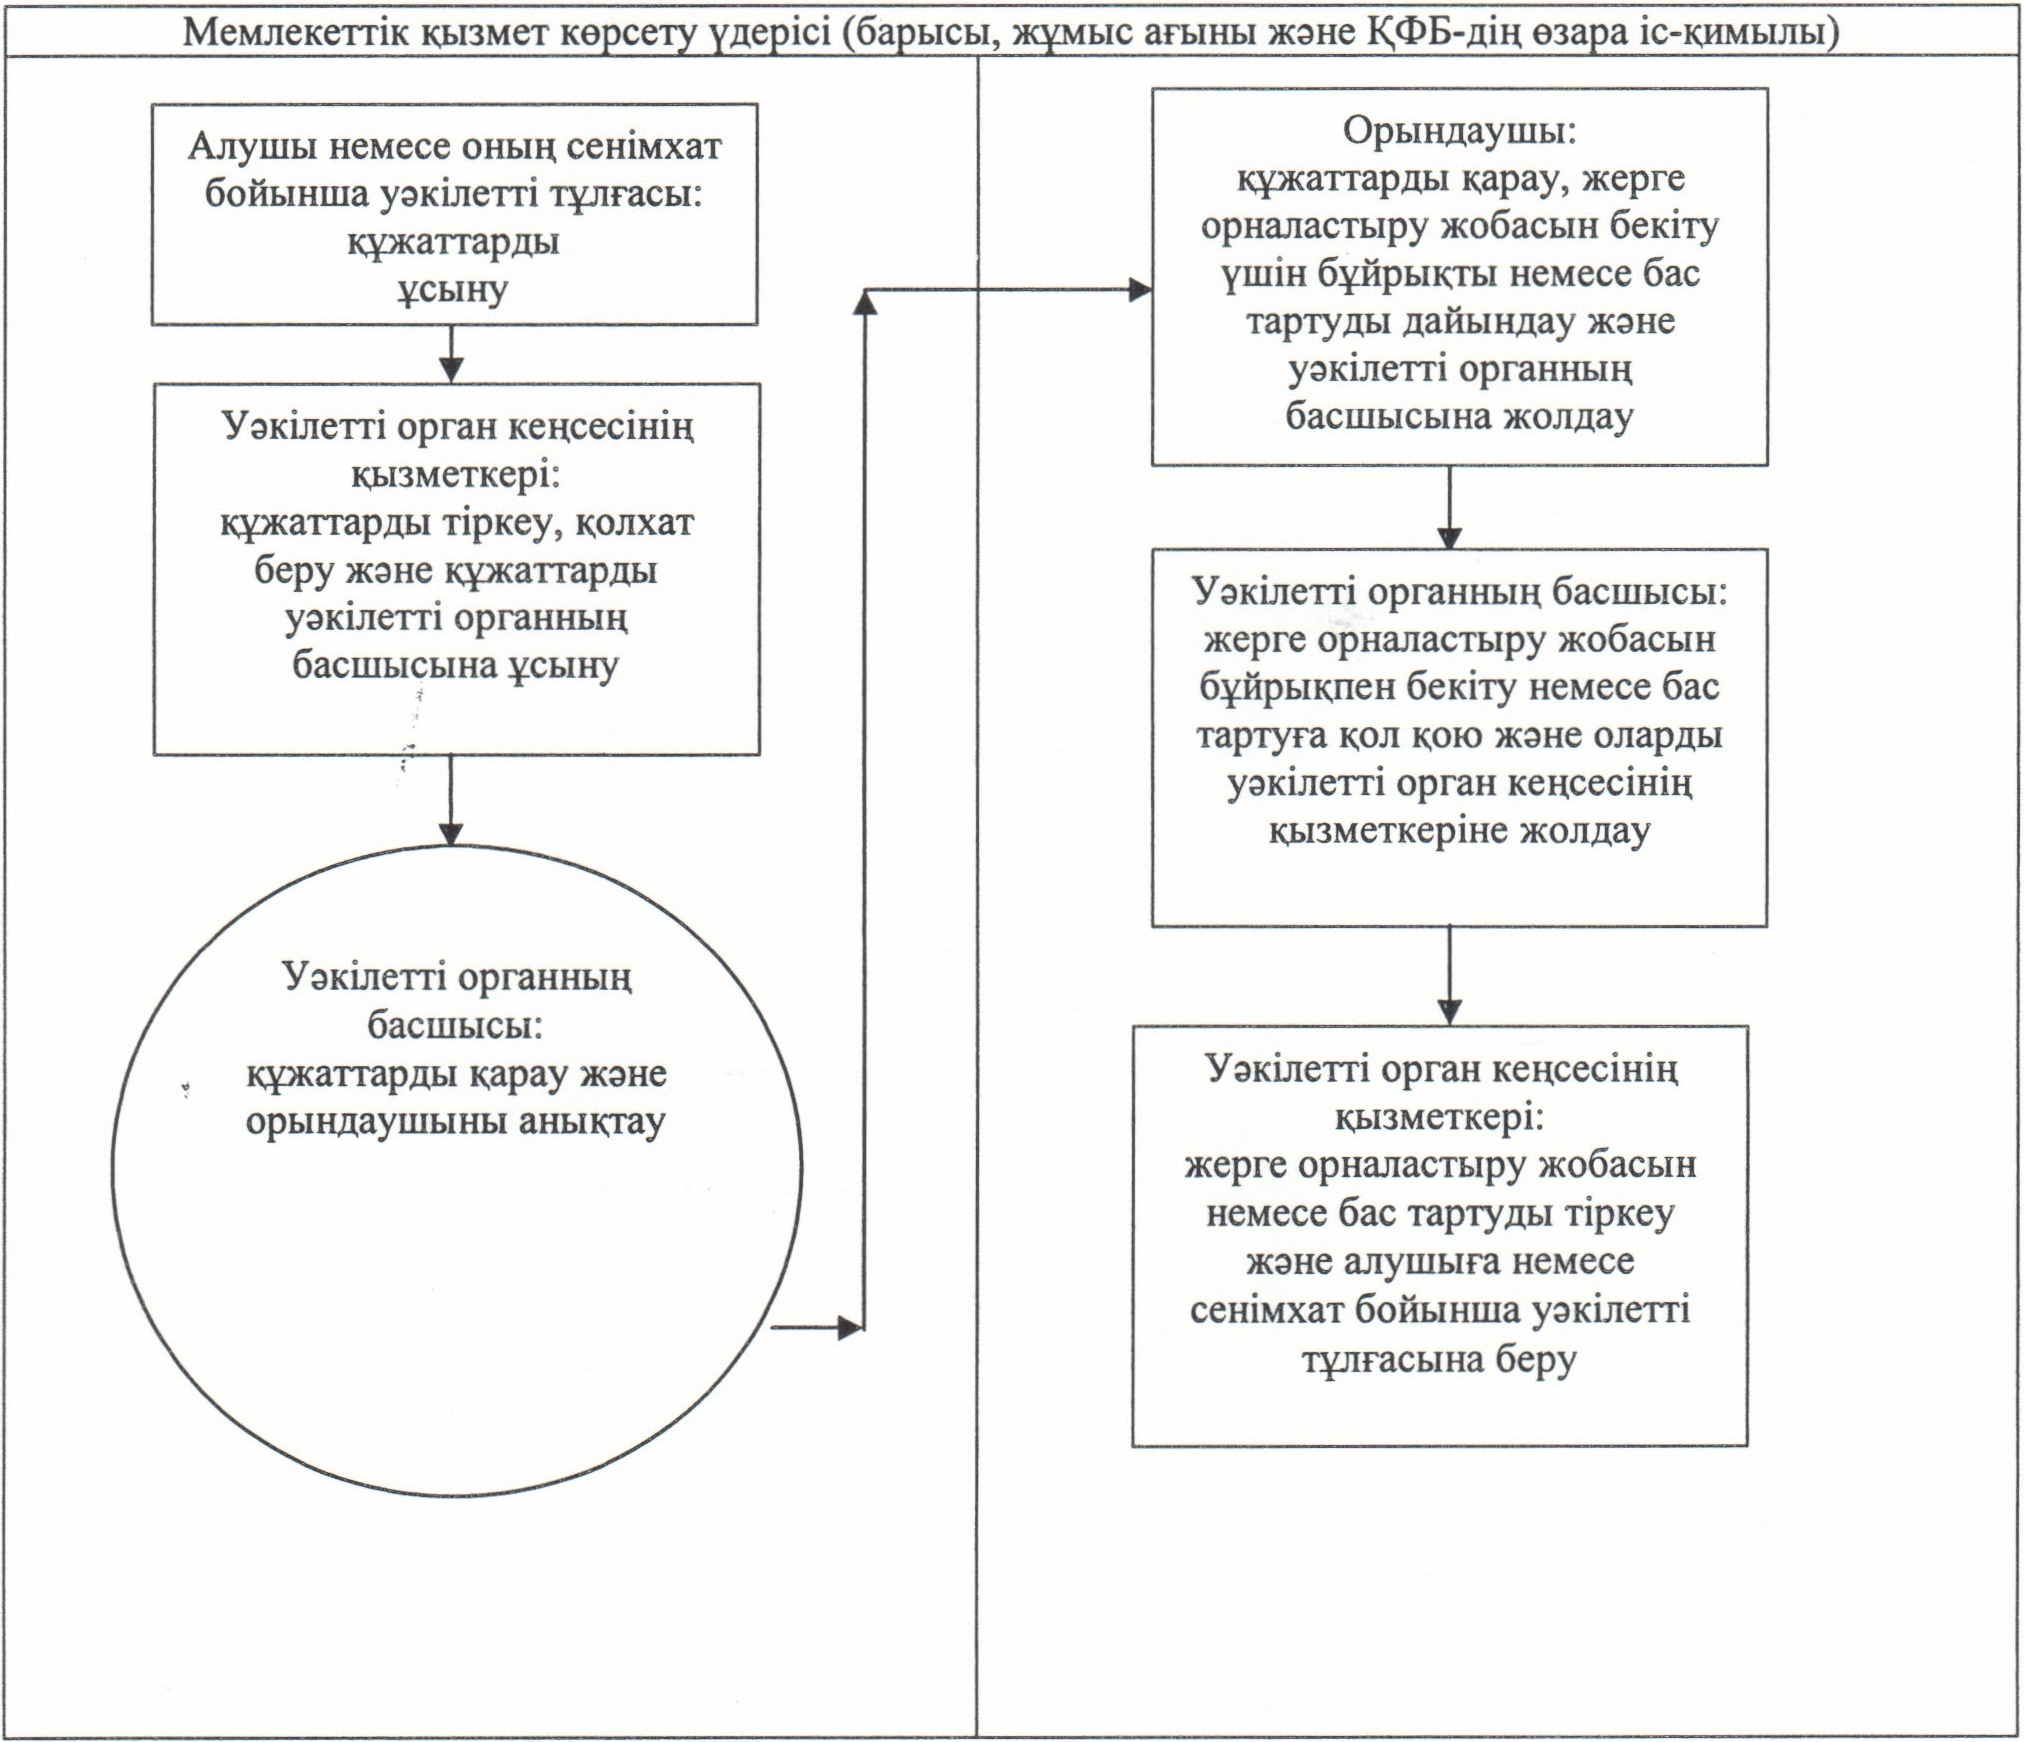 Мемлекеттік қызмет көрсету үдерісі (барысы, жұмыс ағыны және ҚФБ-дің өзара іс-қимылы)
Алушы немесе оның сенімхат
бойынша уәкілетті тұлғасы:
құжаттарды
ұсыну
Уәкілетті орган кеңсесінің
қызметкері:
құжаттарды тіркеу, қолхат
беру және құжаттарды
уәкілетті органның
басшысына ұсыну
Уәкілетті органның
басшысы:
құжаттарды қарау және
орындаушыны анықтау
Орындаушы:
құжаттарды қарау, жерге
орналастыру жобасын бекіту
үшін бұйрықты немесе бас
тартуды дайындау және
уәкілетті органның
басшысына жолдау
Уәкілетті органның басшысы:
жерге орналастыру жобасын
бұйрықпен бекіту немесе бас
тартуға қол қою және оларды
уәкілетті орган кеңсесінің
қызметкеріне жолдау
Уәкілетті орган кеңсесінің
қызметкері:
жерге орналастыру жобасын
немесе бас тартуды тіркеу
және алушыға немесе
сенімхат бойынша уәкілетті
тұлғасына беру